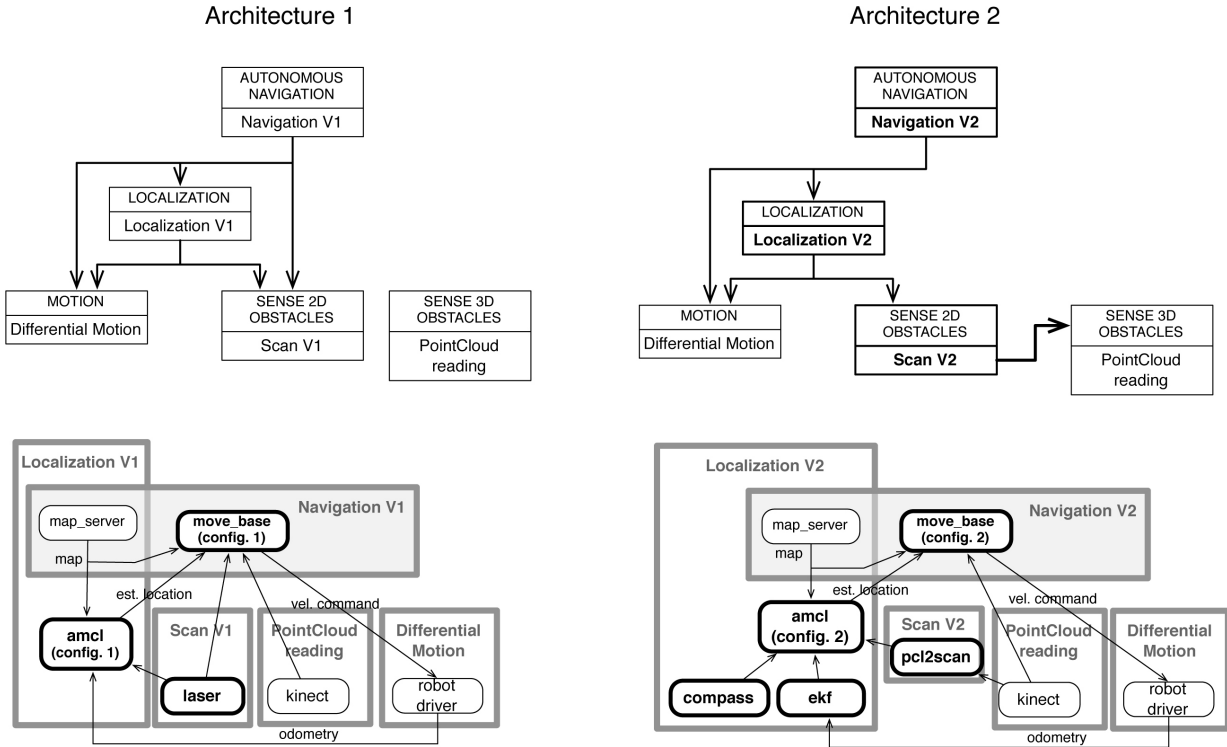 Architecture 1
AUTONOMOUS
NAVIGATION
Navigation V1
LOCALIZATION
Localization V1
MOTION
Differential Motion
SENSE 2D
OBSTACLES
Scan V1
SENSE 3D
OBSTACLES
PointCloud
reading
Localization V1
Navigation V1
map_server
move_base
(config. 1)
map
est. location
vel. command
amcl
(config. 1)
Scan V1
laser
PointCloud
reading
kinect
Differential
Motion
robot
driver
odometry
Architecture 2
AUTONOMOUS
NAVIGATION
Navigation V2
LOCALIZATION
Localization V2
MOTION
Differential Motion
SENSE 2D
OBSTACLES
Scan V2
SENSE 3D
OBSTACLES
PointCloud
reading
Localization V2
Navigation V2
map_server
move_base
(config. 2)
map
est. location
vel. command
amcl
(config. 2)
Scan V2
pcl2scan
compass
ekf
PointCloud
reading
kinect
Differential
Motion
robot
driver
odometry